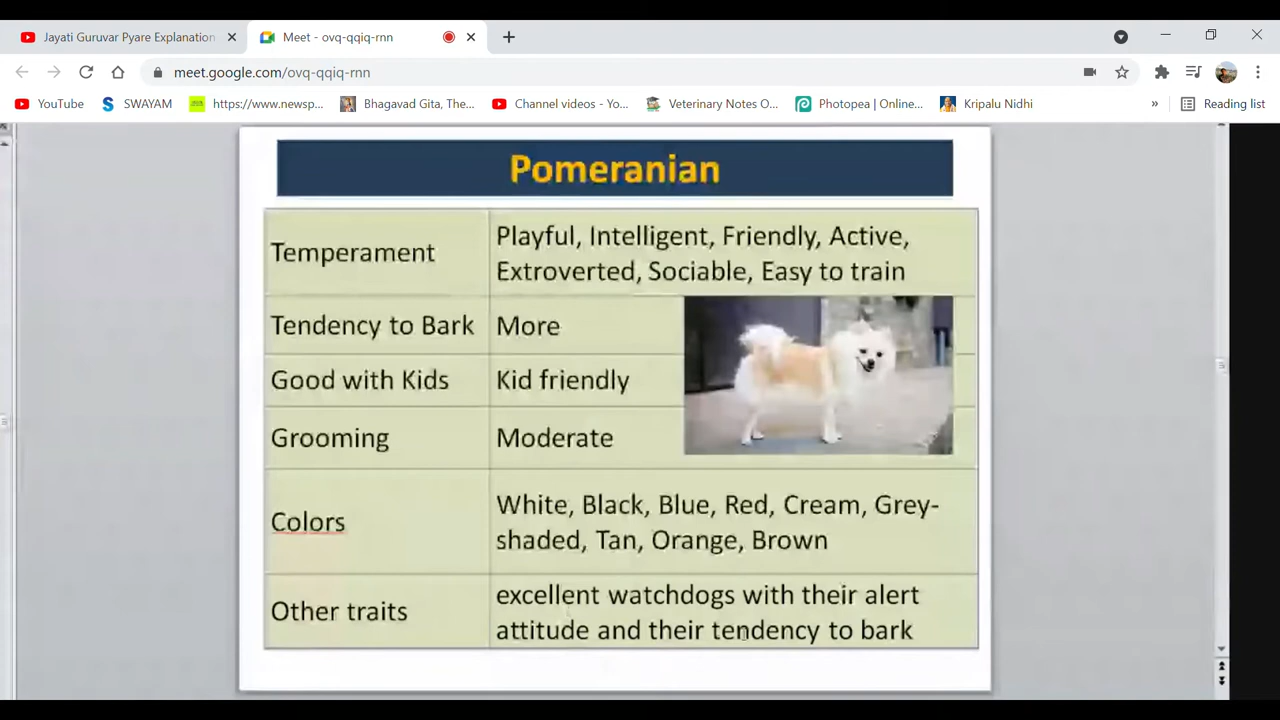 Jayati Guruvar Pyare Explanation
Meet - ovq-qqiq-rnn
meet.google.com/ovq-qqiq-rnn
YouTube
SWAYAM
https://www.newsp...
Bhagavad Gita, The...
Channel videos - Yo...
Veterinary Notes O...
Photopea | Online...
Kripalu Nidhi
»
Reading list
Pomeranian
Temperament
Playful, Intelligent, Friendly, Active,
Extroverted, Sociable, Easy to train
Tendency to Bark
More
Good with Kids
Kid friendly
Grooming
Moderate
Colors
White, Black, Blue, Red, Cream, Grey-
shaded, Tan, Orange, Brown
Other traits
excellent watchdogs with their alert
attitude and their tendency to bark